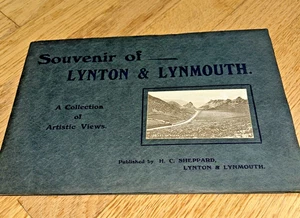 Souvenir of
LYNTON & LYNMOUTH.
A Collection
of
Artistic Views.
Published by H. C. SHEPPARD,
LYNTON & LYNMOUTH.